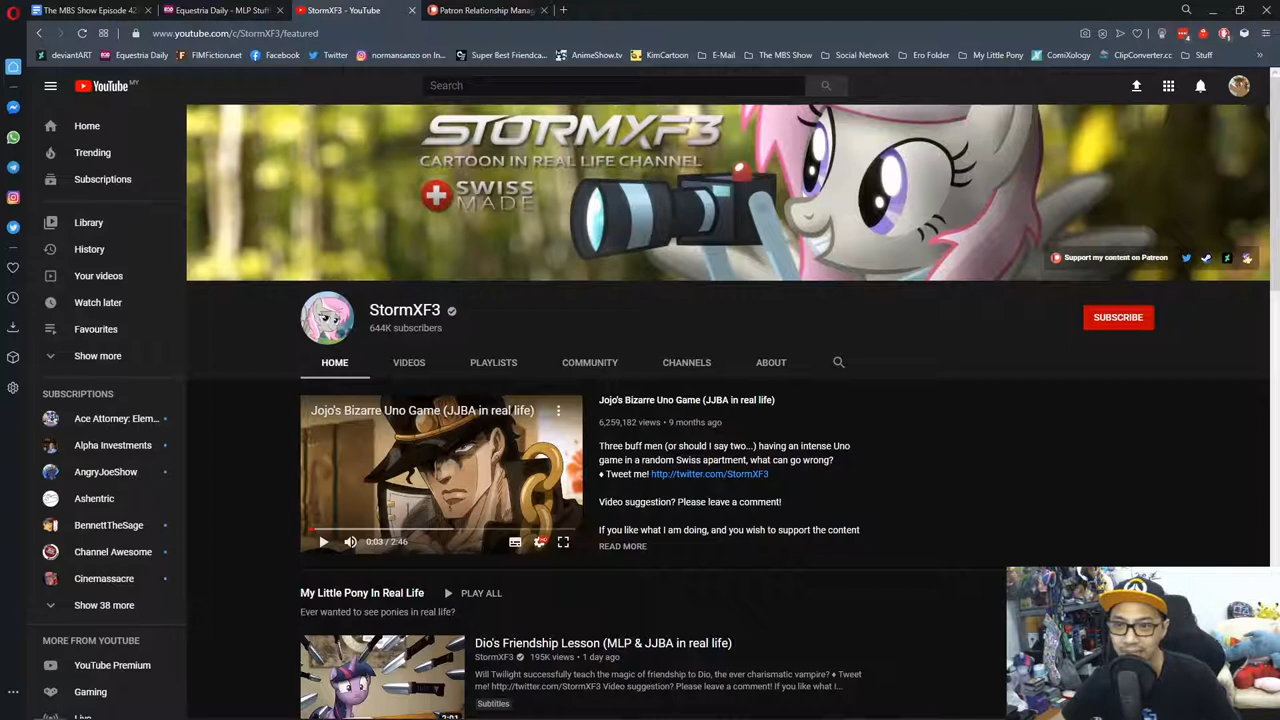 The MBS Show Episode 42
Equestria Daily - MLP Stuff
StormXF3 - YouTube
Patron Relationship Manag
www.youtube.com/c/StormXF3/featured
deviantART
Equestria Daily
FIMFiction.net
Facebook
Twitter
normansanzo on In...
Super Best Friendca...
AnimeShow.tv
KimCartoon
E-Mail
The MBS Show
Social Network
Ero Folder
My Little Pony
ComiXology
ClipConverter.cc
Stuff
YouTube MY
Search
Home
Trending
Subscriptions
Library
History
Your videos
Watch later
Favourites
Show more
SUBSCRIPTIONS
Ace Attorney: Elem...
Alpha Investments
AngryJoeShow
Ashentric
BennettTheSage
Channel Awesome
Cinemassacre
Show 38 more
MORE FROM YOUTUBE
YouTube Premium
Gaming
Live
STORMXF3
CARTOON IN REAL LIFE CHANNEL
SWISS
MADE
Support my content on Patreon
StormXF3
644K subscribers
SUBSCRIBE
HOME
VIDEOS
PLAYLISTS
COMMUNITY
CHANNELS
ABOUT
Jojo's Bizarre Uno Game (JJBA in real life)
0:03 / 2:46
Jojo's Bizarre Uno Game (JJBA in real life)
6,259,182 views • 9 months ago
Three buff men (or should I say two...) having an intense Uno
game in a random Swiss apartment, what can go wrong?
♦ Tweet me! http://twitter.com/StormXF3
Video suggestion? Please leave a comment!
If you like what I am doing, and you wish to support the content
READ MORE
My Little Pony In Real Life
PLAY ALL
Ever wanted to see ponies in real life?
Dio's Friendship Lesson (MLP & JJBA in real life)
StormXF3 195K views • 1 day ago
Will Twilight successfully teach the magic of friendship to Dio, the ever charismatic vampire? ♦ Tweet
me! http://twitter.com/StormXF3 Video suggestion? Please leave a comment! If you like what I...
Subtitles
2:01